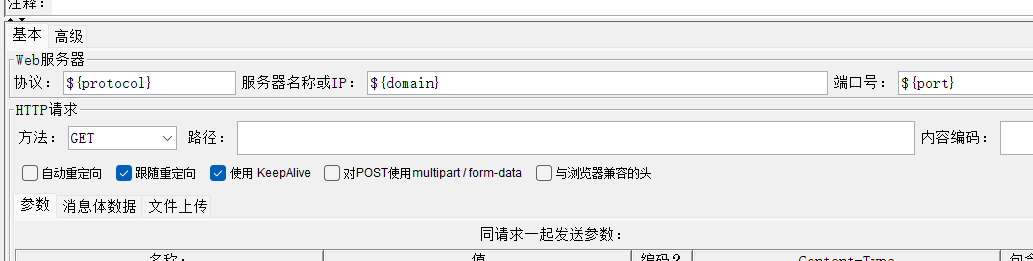 注释：
基本 高级
Web服务器
协议： ${protocol} 服务器名称或IP： ${domain} 端口号： ${port}
HTTP请求
方法： GET 路径： 内容编码：
自动重定向 跟随重定向 使用 KeepAlive 对POST使用multipart / form-data 与浏览器兼容的头
参数 消息体数据 文件上传
同请求一起发送参数：
名称： 值 编码？ Content-Type 包含